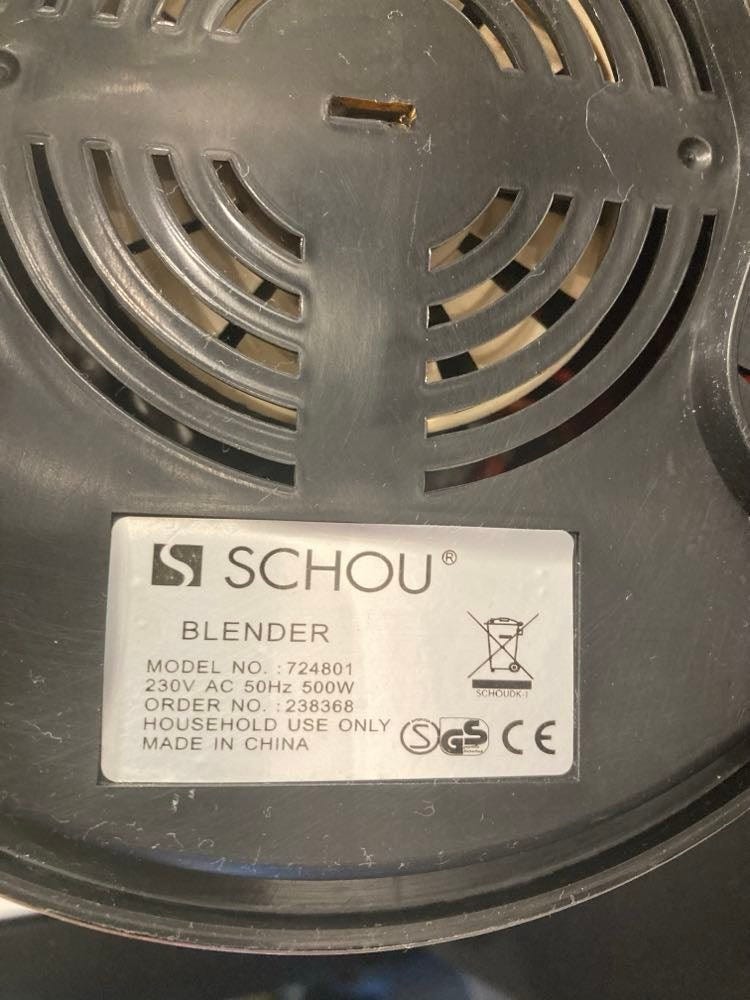 S SCHOU®
BLENDER
MODEL NO. :724801
230V AC 50Hz 500W
ORDER NO. :238368
HOUSEHOLD USE ONLY
MADE IN CHINA
SCHOUDK-1
S GS CE